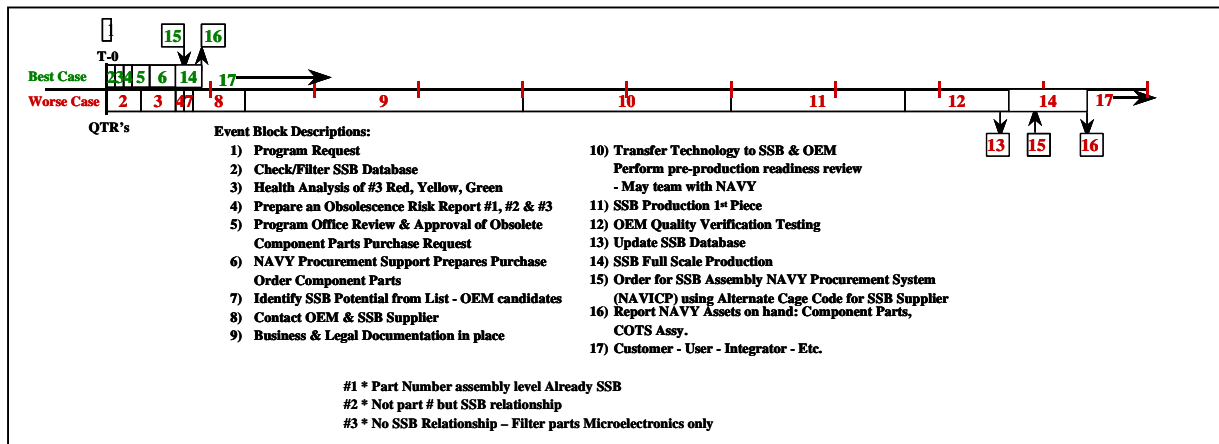 1
15
16
T-0
Best Case 2 3 4 5 6 14 17
Worse Case 2 3 4 7 8 9 10 11 12 14 17
QTR's
13 15 16
Event Block Descriptions:
1) Program Request
2) Check/Filter SSB Database
3) Health Analysis of #3 Red, Yellow, Green
4) Prepare an Obsolescence Risk Report #1, #2 & #3
5) Program Office Review & Approval of Obsolete
Component Parts Purchase Request
6) NAVY Procurement Support Prepares Purchase
Order Component Parts
7) Identify SSB Potential from List - OEM candidates
8) Contact OEM & SSB Supplier
9) Business & Legal Documentation in place
10) Transfer Technology to SSB & OEM
Perform pre-production readiness review
- May team with NAVY
11) SSB Production 1st Piece
12) OEM Quality Verification Testing
13) Update SSB Database
14) SSB Full Scale Production
15) Order for SSB Assembly NAVY Procurement System
(NAVICP) using Alternate Cage Code for SSB Supplier
16) Report NAVY Assets on hand: Component Parts,
COTS Assy.
17) Customer - User - Integrator - Etc.
#1 * Part Number assembly level Already SSB
#2 * Not part # but SSB relationship
#3 * No SSB Relationship – Filter parts Microelectronics only